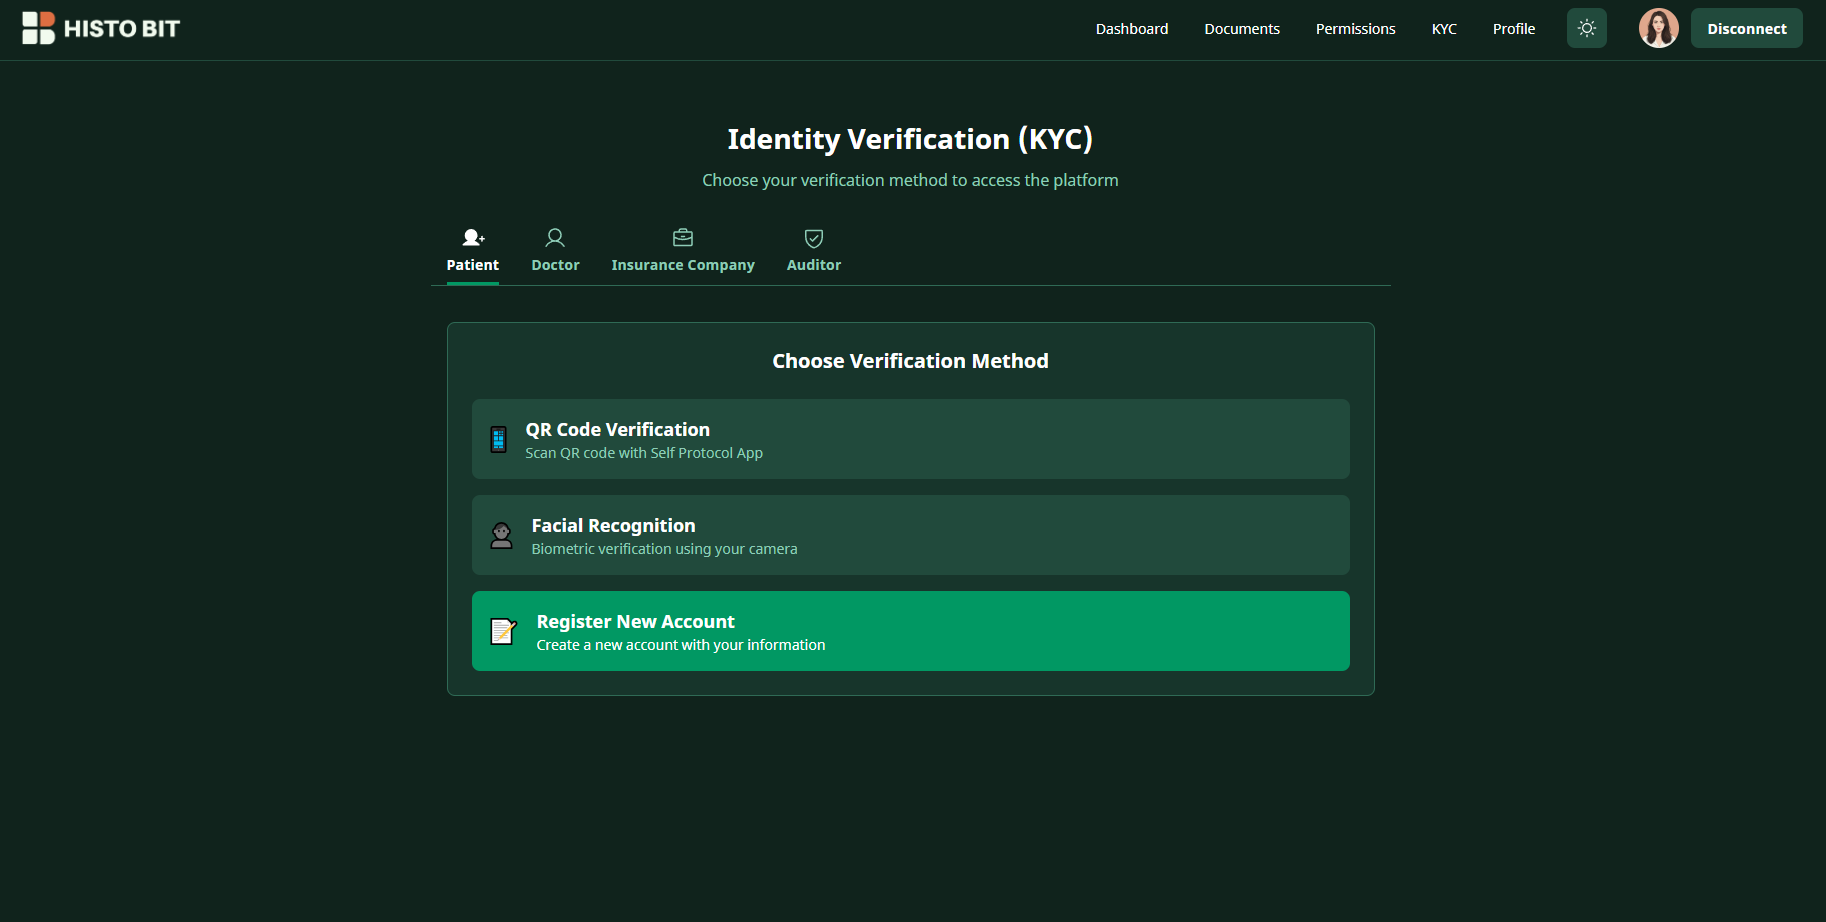 HISTO BIT
Dashboard
Documents
Permissions
KYC
Profile
Disconnect
Identity Verification (KYC)
Choose your verification method to access the platform
Patient
Doctor
Insurance Company
Auditor
Choose Verification Method
QR Code Verification
Scan QR code with Self Protocol App
Facial Recognition
Biometric verification using your camera
Register New Account
Create a new account with your information